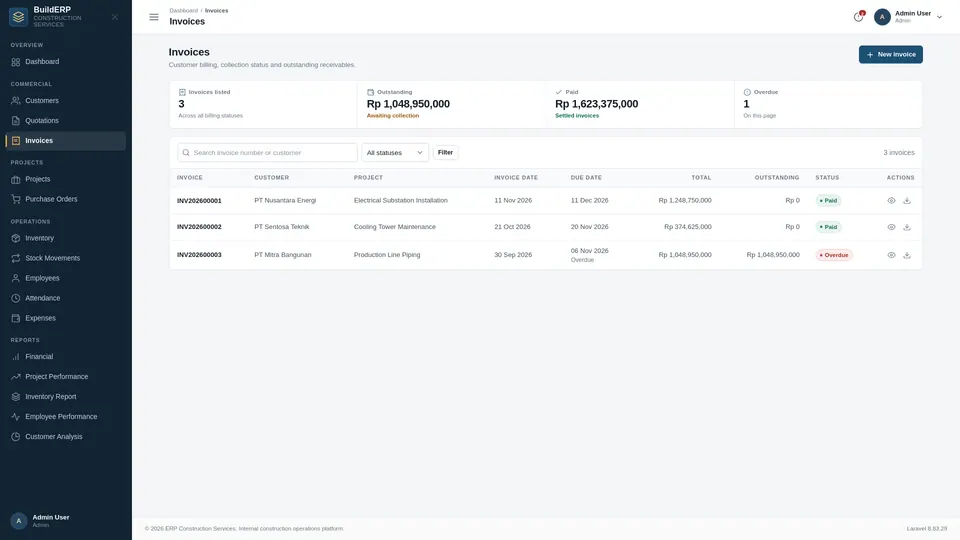 BuildERP
CONSTRUCTION
SERVICES
OVERVIEW
Dashboard
COMMERCIAL
Customers
Quotations
Invoices
PROJECTS
Projects
Purchase Orders
OPERATIONS
Inventory
Stock Movements
Employees
Attendance
Expenses
REPORTS
Financial
Project Performance
Inventory Report
Employee Performance
Customer Analysis
A
Admin User
Admin
Dashboard / Invoices
Invoices
A
Admin User
Admin
Invoices
Customer billing, collection status and outstanding receivables.
New Invoice
Invoices listed
3
Across all billing statuses
Outstanding
Rp 1,048,950,000
Awaiting collection
Paid
Rp 1,623,375,000
Settled invoices
Overdue
1
On this page
Search invoice number or customer
All statuses
Filter
3 invoices
INVOICE CUSTOMER PROJECT INVOICE DATE DUE DATE TOTAL OUTSTANDING STATUS ACTIONS
INV202600001 PT Nusantara Energi Electrical Substation Installation 11 Nov 2026 11 Dec 2026 Rp 1,248,750,000 Rp 0 Paid
INV202600002 PT Sentosa Teknik Cooling Tower Maintenance 21 Oct 2026 20 Nov 2026 Rp 374,625,000 Rp 0 Paid
INV202600003 PT Mitra Bangunan Production Line Piping 30 Sep 2026 06 Nov 2026 Rp 1,048,950,000 Rp 1,048,950,000 Overdue
Overdue
© 2026 ERP Construction Services. Internal construction operations platform.
Laravel 8.83.29